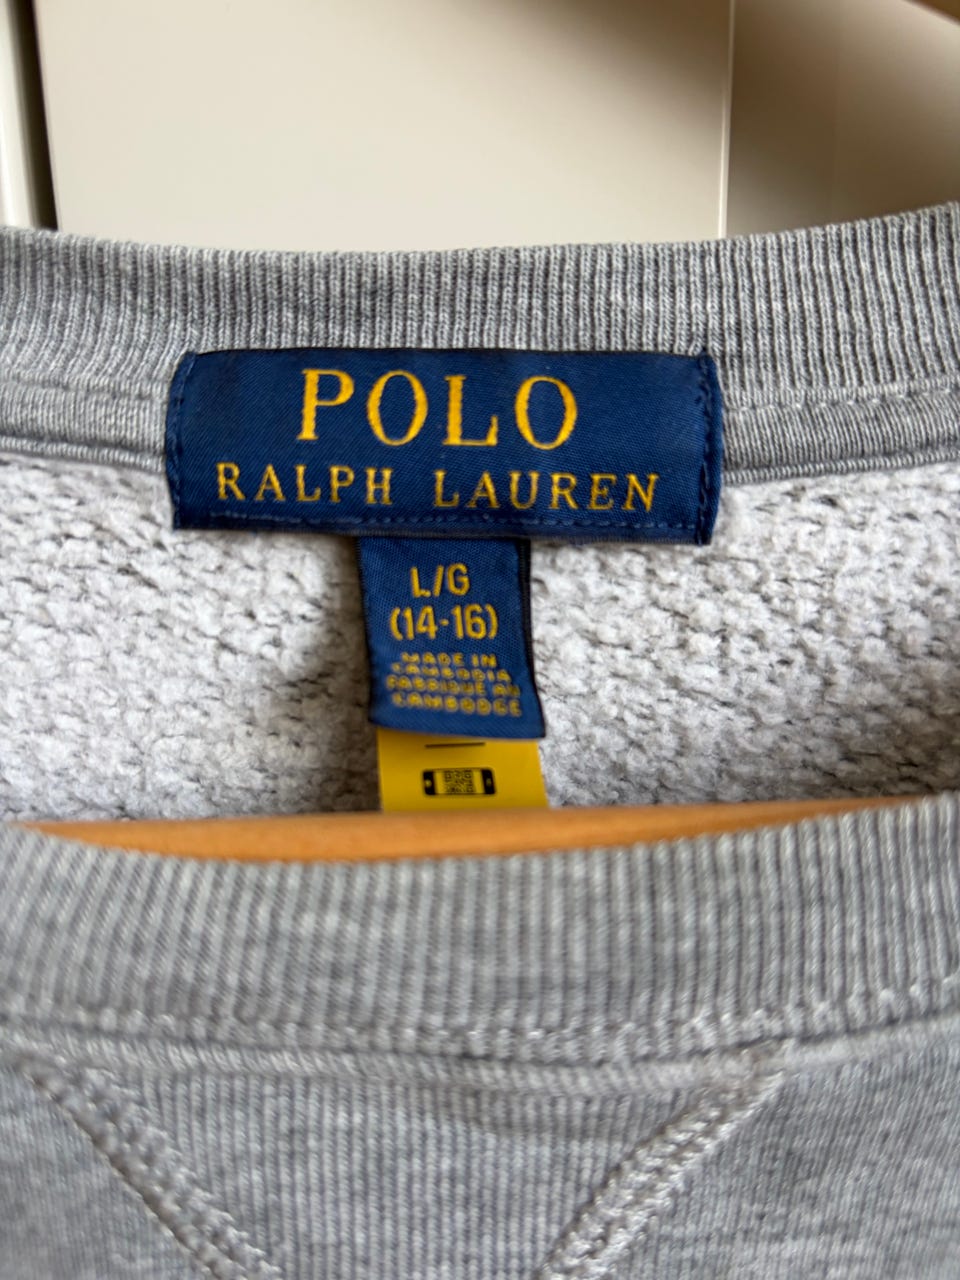 POLO
RALPH LAUREN
L/G
(14-16)
MADE IN
CAMBODIA
FABRIQUE AU
CAMBODGE